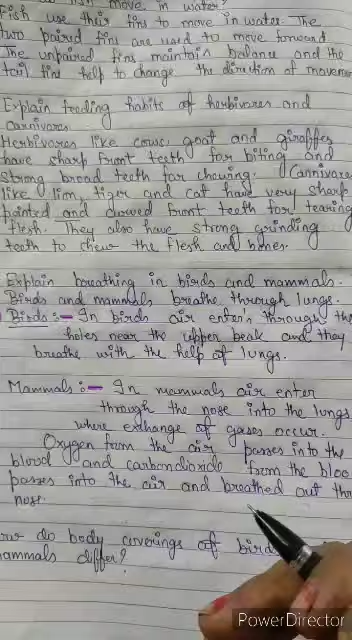 move in water?
Fish use their fins to move in water. The
two paired fins are used to move forward
The unpaired fins, maintain balance and the
tail fins help to change the direction of movemen
Explain feeding habits of herbivores and
carnivores.
Herbivores like cows, goat and giraffes
have sharp front teeth for biting and
strong broad teeth for chewing. Carnivore
like lion, tiger and cat have very sharp
pointed and curved front teeth for tearing
flesh. They also have strong grinding
teeth to chew the flesh and bones.
Explain breathing in birds and mammals.
Birds and mammals breathe through lungs.
Birds :- In birds air enter's through the
holes near the upper beak and they
breathe with the help of lungs.
Mammals :- In mammals air enter
through the nose into the lungs
where exhange of gases occur.
Oxygen from the air passes into the
blood and carbondioxide from the bloo
passes into the air and breathed out thro
nose.
ow do body coverings of birds
ammals differ?
PowerDirector